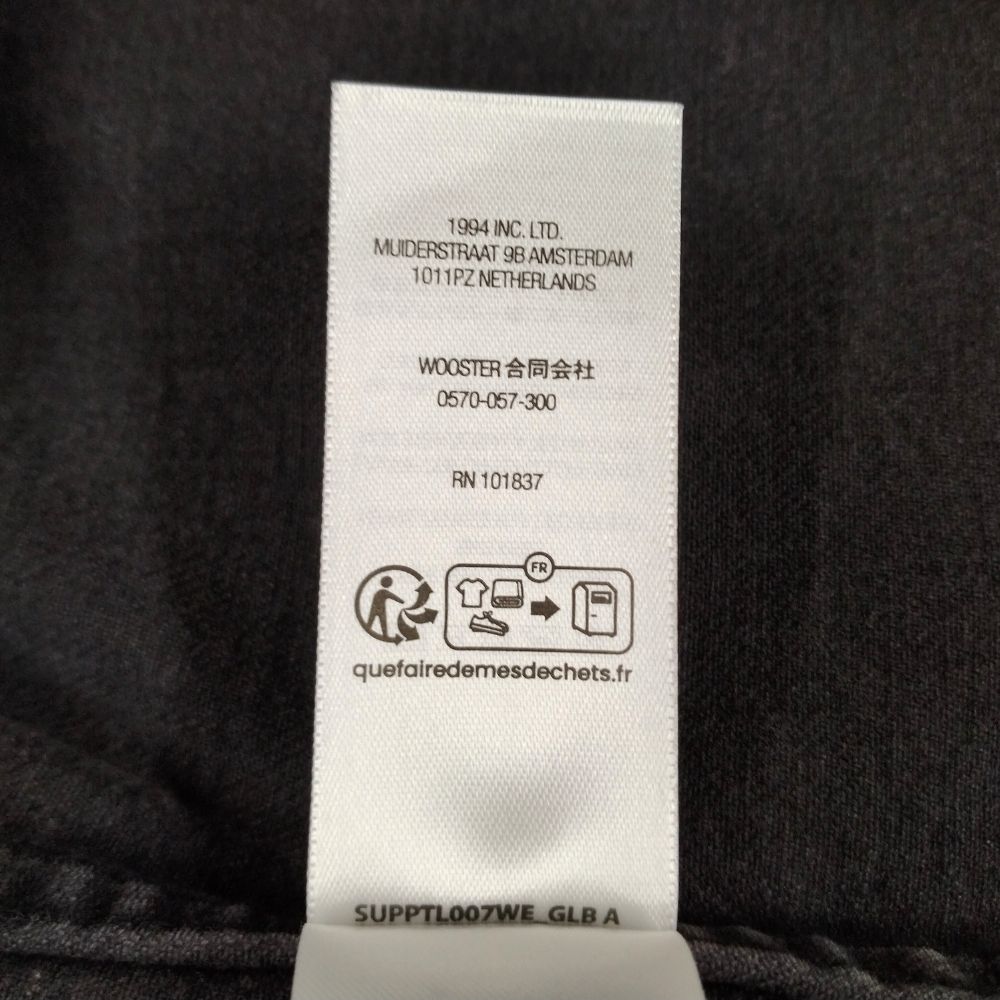 1994 INC. LTD.
MUIDERSTRAAT 9B AMSTERDAM
1011PZ NETHERLANDS
WOOSTER 合同会社
0570-057-300
RN 101837
FR
quefairedemesdechets.fr
SUPPTL007WE_GLB A